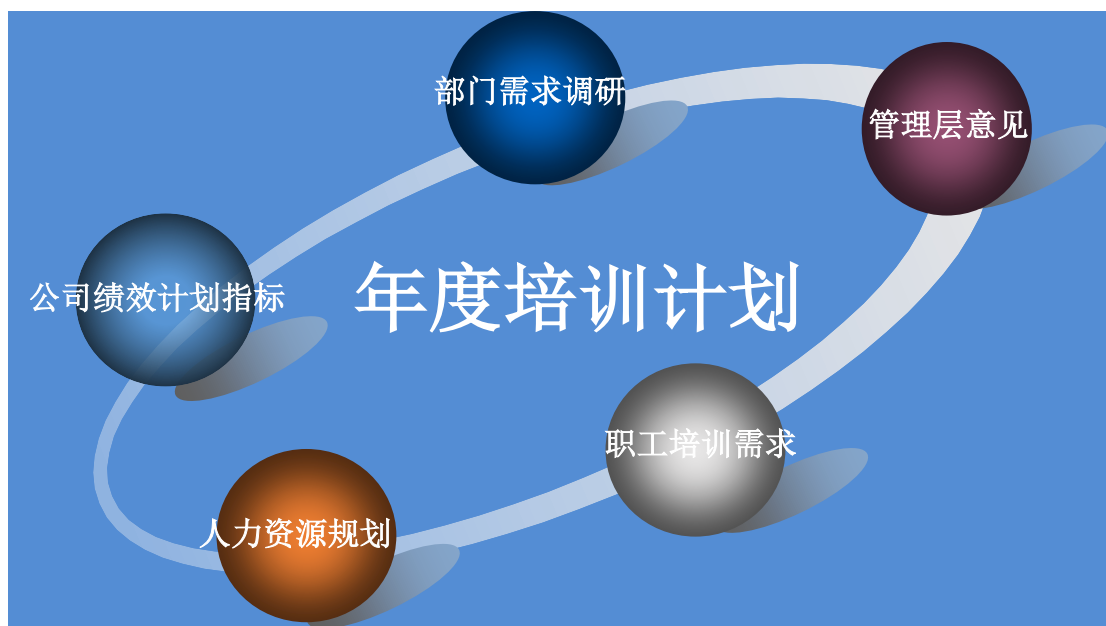 部门需求调研
管理层意见
公司绩效计划指标
年度培训计划
职工培训需求
人力资源规划